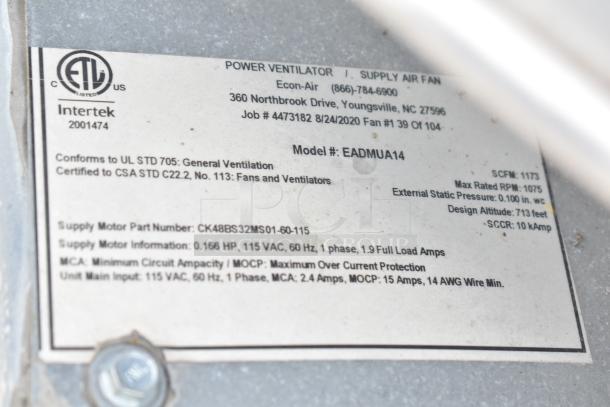 POWER VENTILATOR / SUPPLY AIR FAN
Econ-Air (866)-784-6900
360 Northbrook Drive, Youngsville, NC 27596
Job # 4473182 8/24/2020 Fan #1 39 Of 104
C ETL US
LISTED
Intertek
2001474
Model #: EADMUA14
Conforms to UL STD 705: General Ventilation
Certified to CSA STD C22.2, No. 113: Fans and Ventilators
SCFM: 1173
Max Rated RPM: 1075
External Static Pressure: 0.100 in. wc
Design Altitude: 713 feet
SCCR: 10 kAmp
Supply Motor Part Number: CK48BS32MS01-60-115
Supply Motor Information: 0.166 HP, 115 VAC, 60 Hz, 1 phase, 1.9 Full Load Amps
MCA: Minimum Circuit Ampacity / MOCP: Maximum Over Current Protection
Unit Main Input: 115 VAC, 60 Hz, 1 Phase, MCA: 2.4 Amps, MOCP: 15 Amps, 14 AWG Wire Min.